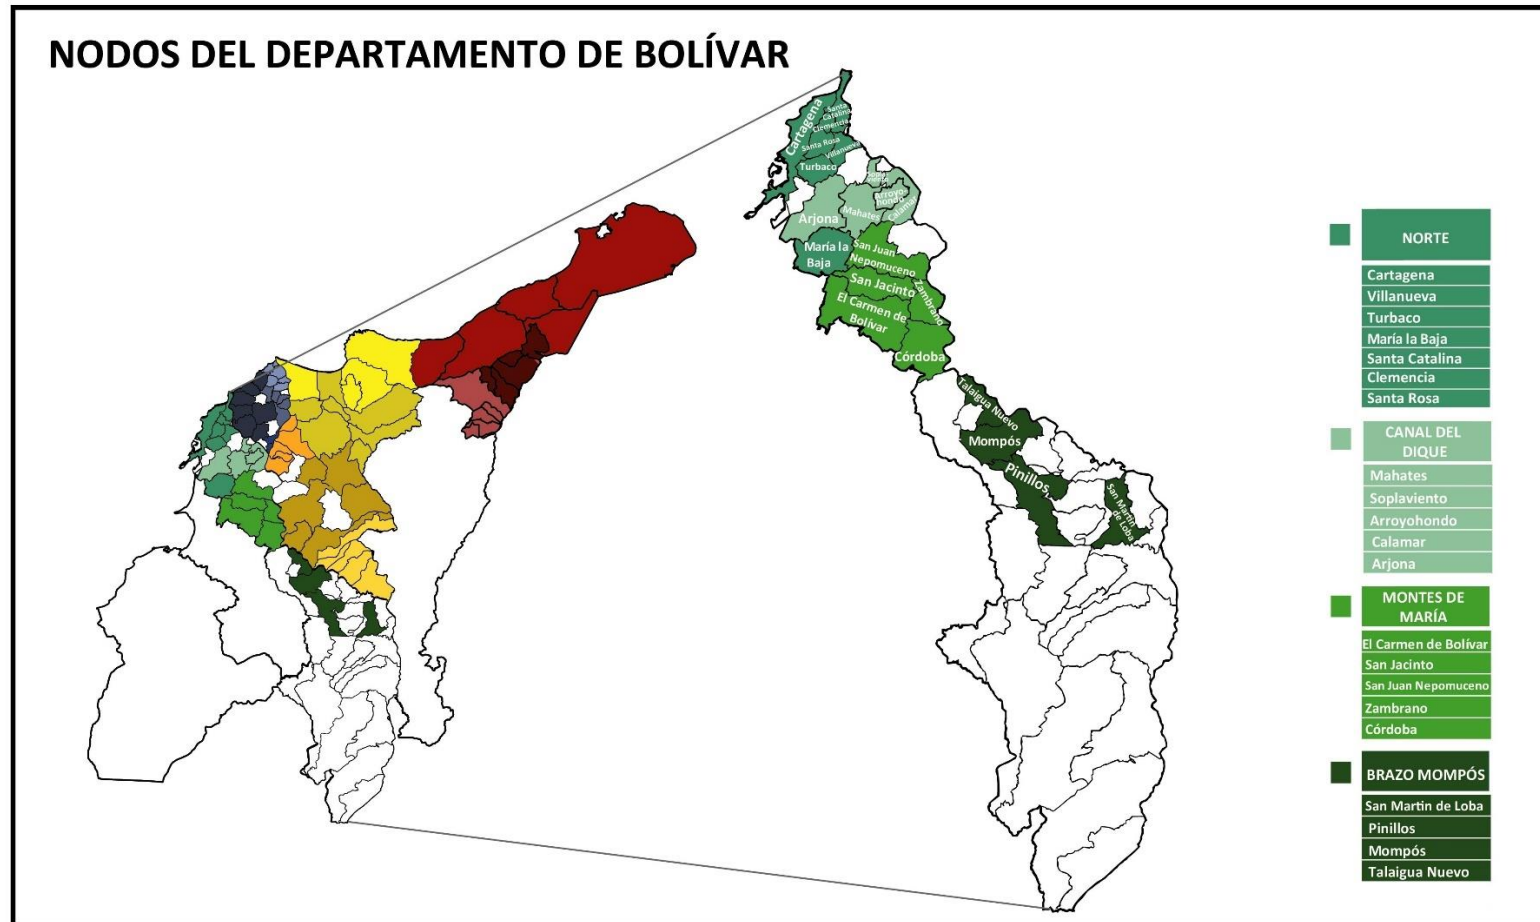 NODOS DEL DEPARTAMENTO DE BOLÍVAR
Cartagena
Santa
Catalina
Clemencia
Santa Rosa
Villanueva
Turbaco
Sopla-
viento
Arroyo-
hondo
Calamar
Mahates
Arjona
María la
Baja
San Juan
Nepomuceno
San Jacinto
Zambrano
El Carmen de
Bolívar
Córdoba
Talaigua Nuevo
Mompós
Pinillos
San Martin
de Loba
NORTE
Cartagena
Villanueva
Turbaco
María la Baja
Santa Catalina
Clemencia
Santa Rosa
CANAL DEL
DIQUE
Mahates
Soplaviento
Arroyohondo
Calamar
Arjona
MONTES DE
MARÍA
El Carmen de Bolívar
San Jacinto
San Juan Nepomuceno
Zambrano
Córdoba
BRAZO MOMPÓS
San Martin de Loba
Pinillos
Mompós
Talaigua Nuevo